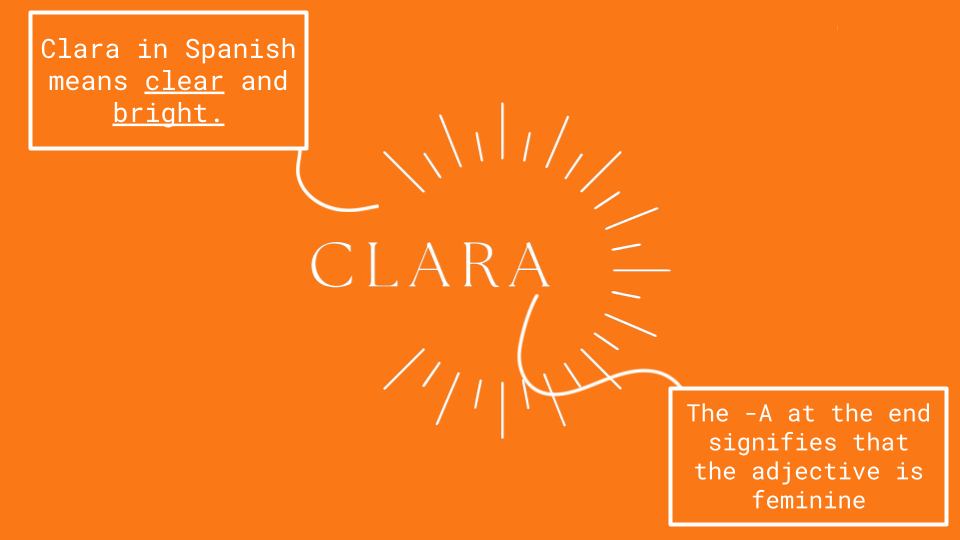 Clara in Spanish
means clear and
bright.
CLARA
The -A at the end
signifies that
the adjective is
feminine